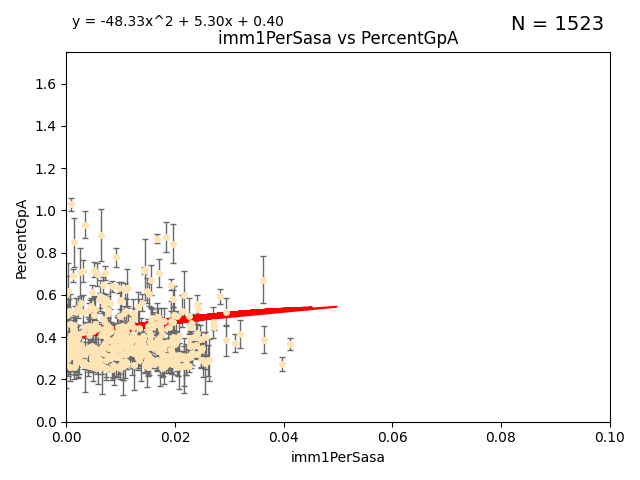 y = -48.33x^2 + 5.30x + 0.40
N = 1523
imm1PerSasa vs PercentGpA
PercentGpA
1.6
1.4
1.2
1.0
0.8
0.6
0.4
0.2
0.0
0.00 0.02 0.04 0.06 0.08 0.10
imm1PerSasa